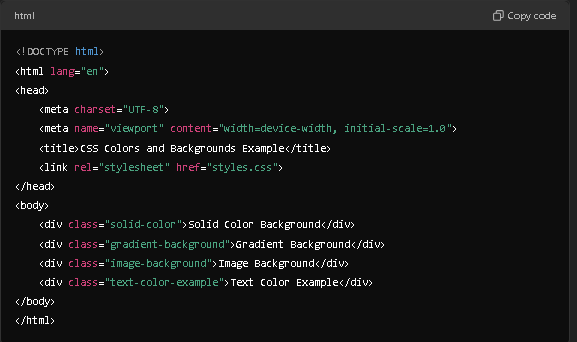 html Copy code
<!DOCTYPE html>
<html lang="en">
<head>
    <meta charset="UTF-8">
    <meta name="viewport" content="width=device-width, initial-scale=1.0">
    <title>CSS Colors and Backgrounds Example</title>
    <link rel="stylesheet" href="styles.css">
</head>
<body>
    <div class="solid-color">Solid Color Background</div>
    <div class="gradient-background">Gradient Background</div>
    <div class="image-background">Image Background</div>
    <div class="text-color-example">Text Color Example</div>
</body>
</html>